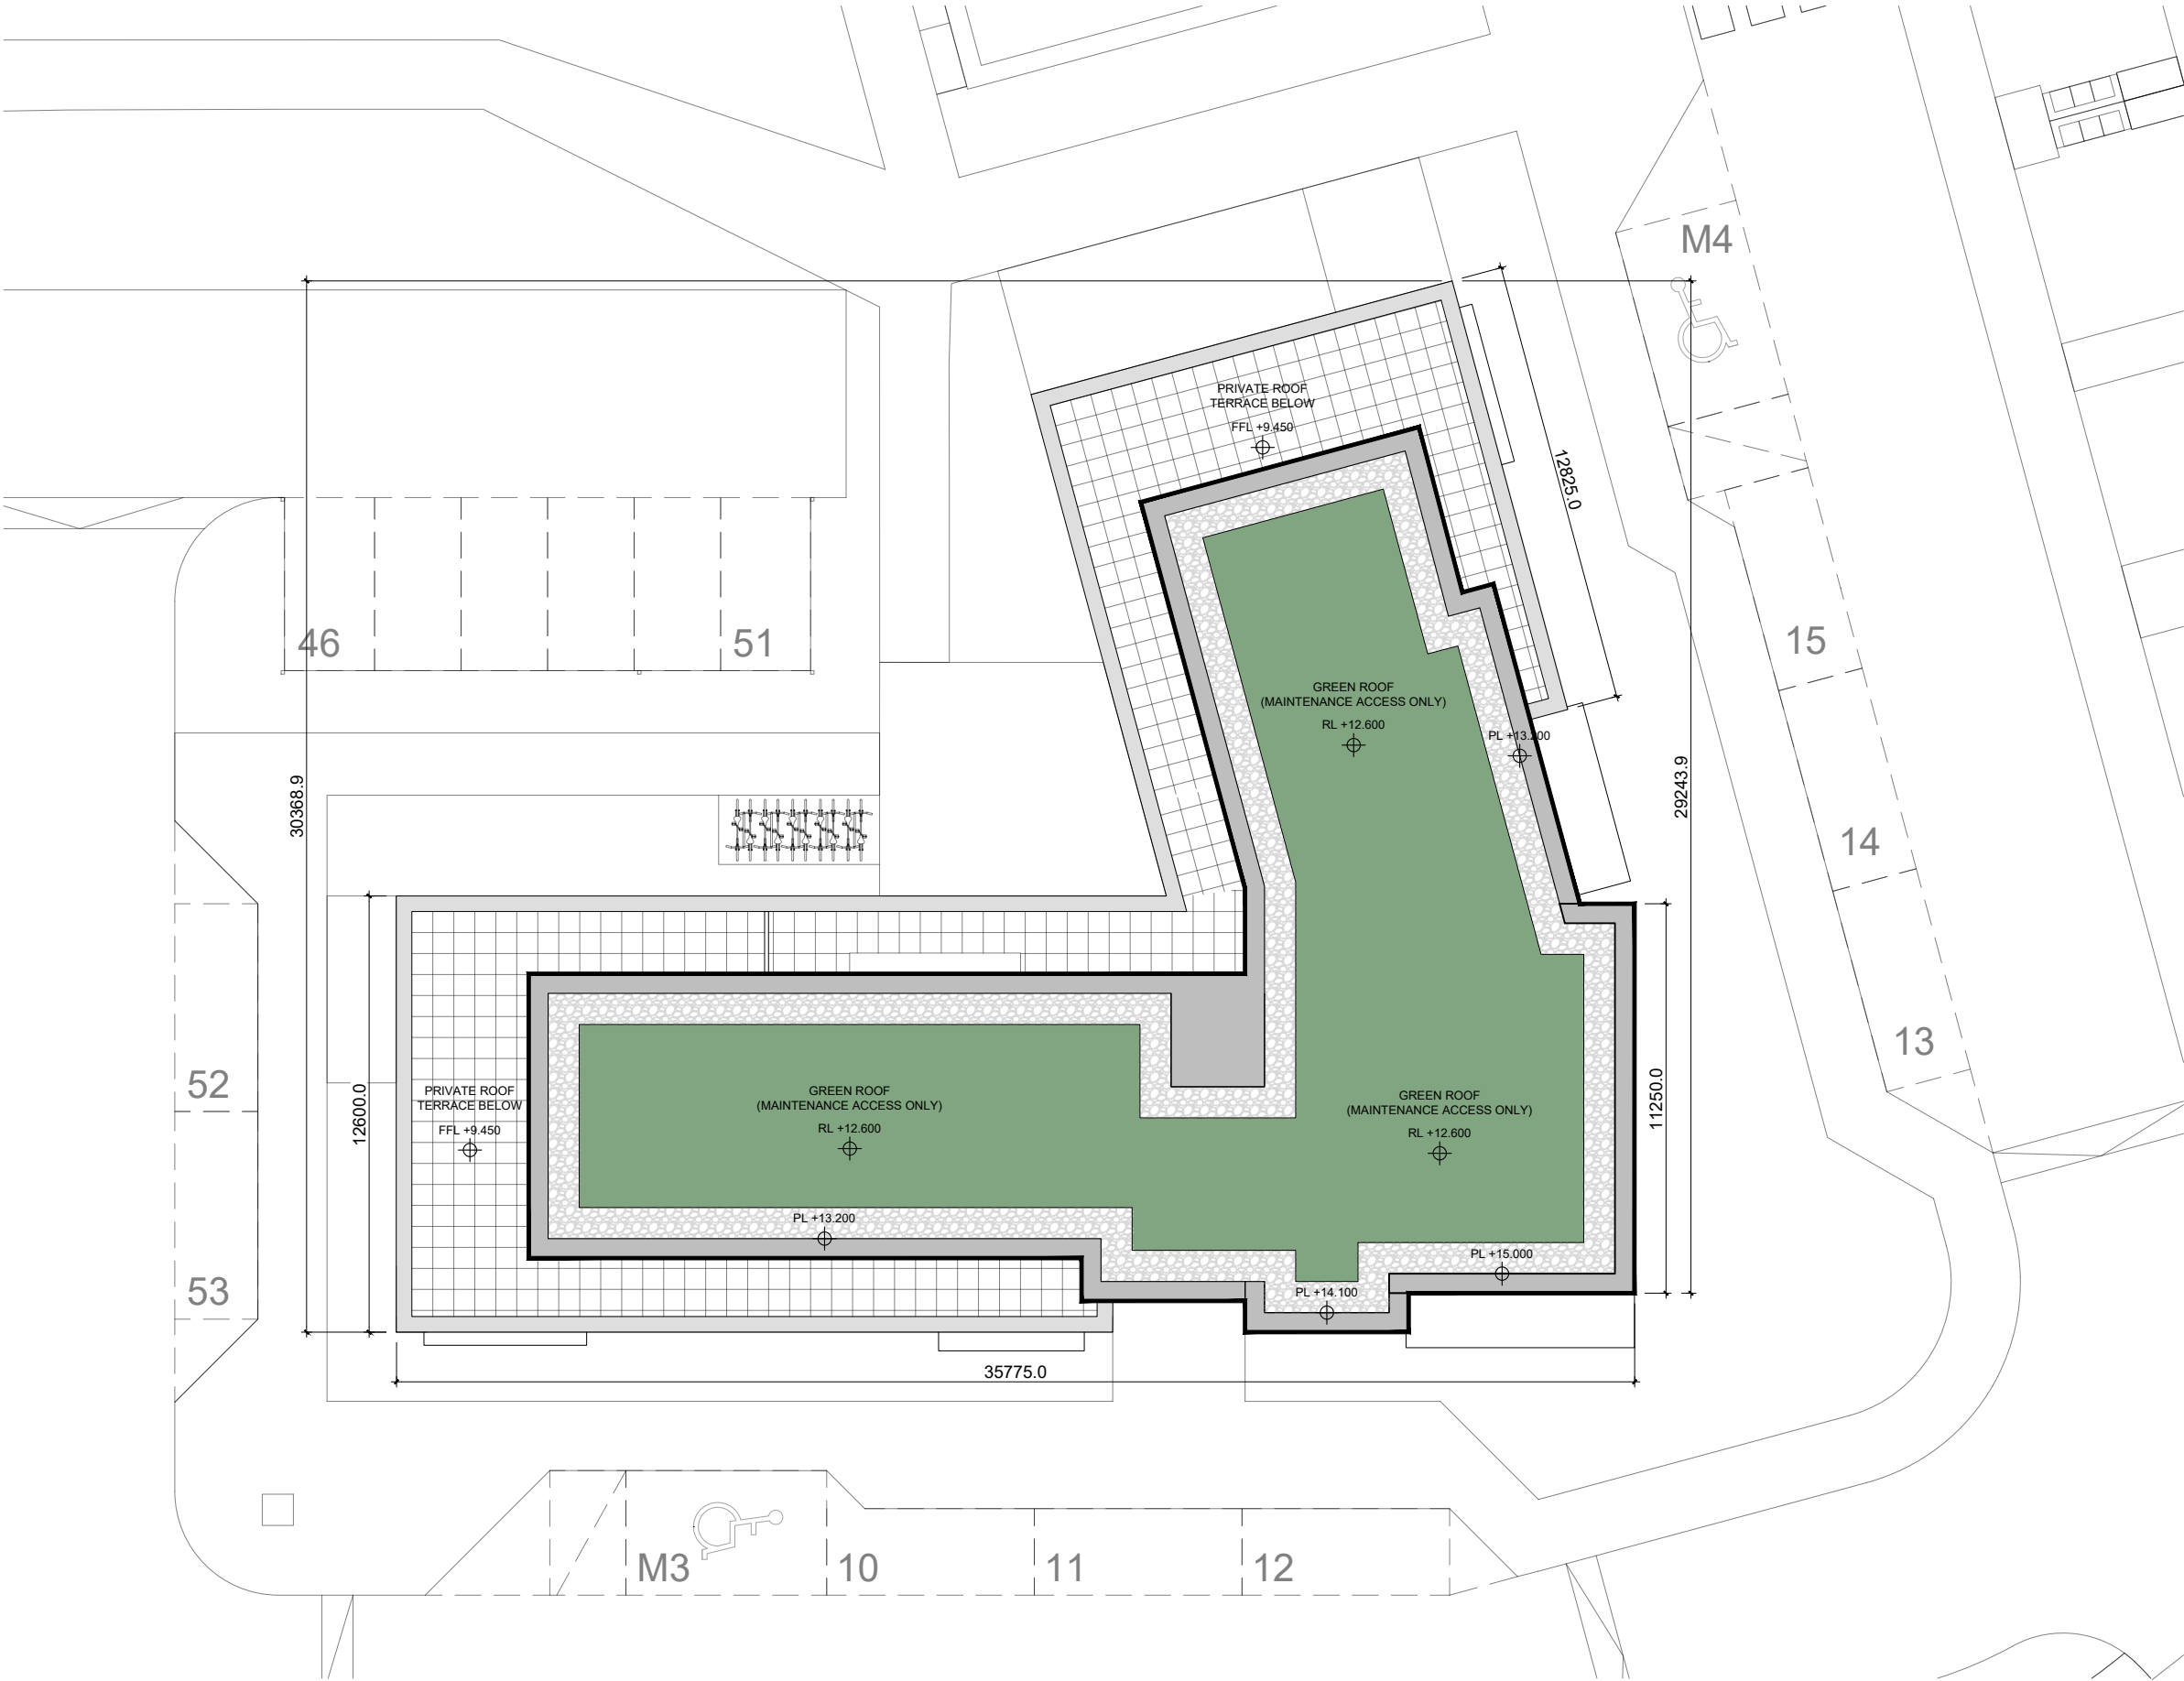 M4
PRIVATE ROOF
TERRACE BELOW
FFL +9.450
12825.0
46
51
15
GREEN ROOF
(MAINTENANCE ACCESS ONLY)
RL +12.600
PL +13.200
30368.9
29243.9
14
13
52
12600.0
PRIVATE ROOF
TERRACE BELOW
FFL +9.450
GREEN ROOF
(MAINTENANCE ACCESS ONLY)
RL +12.600
GREEN ROOF
(MAINTENANCE ACCESS ONLY)
RL +12.600
11250.0
PL +13.200
PL +15.000
53
PL +14.100
35775.0
M3
10
11
12